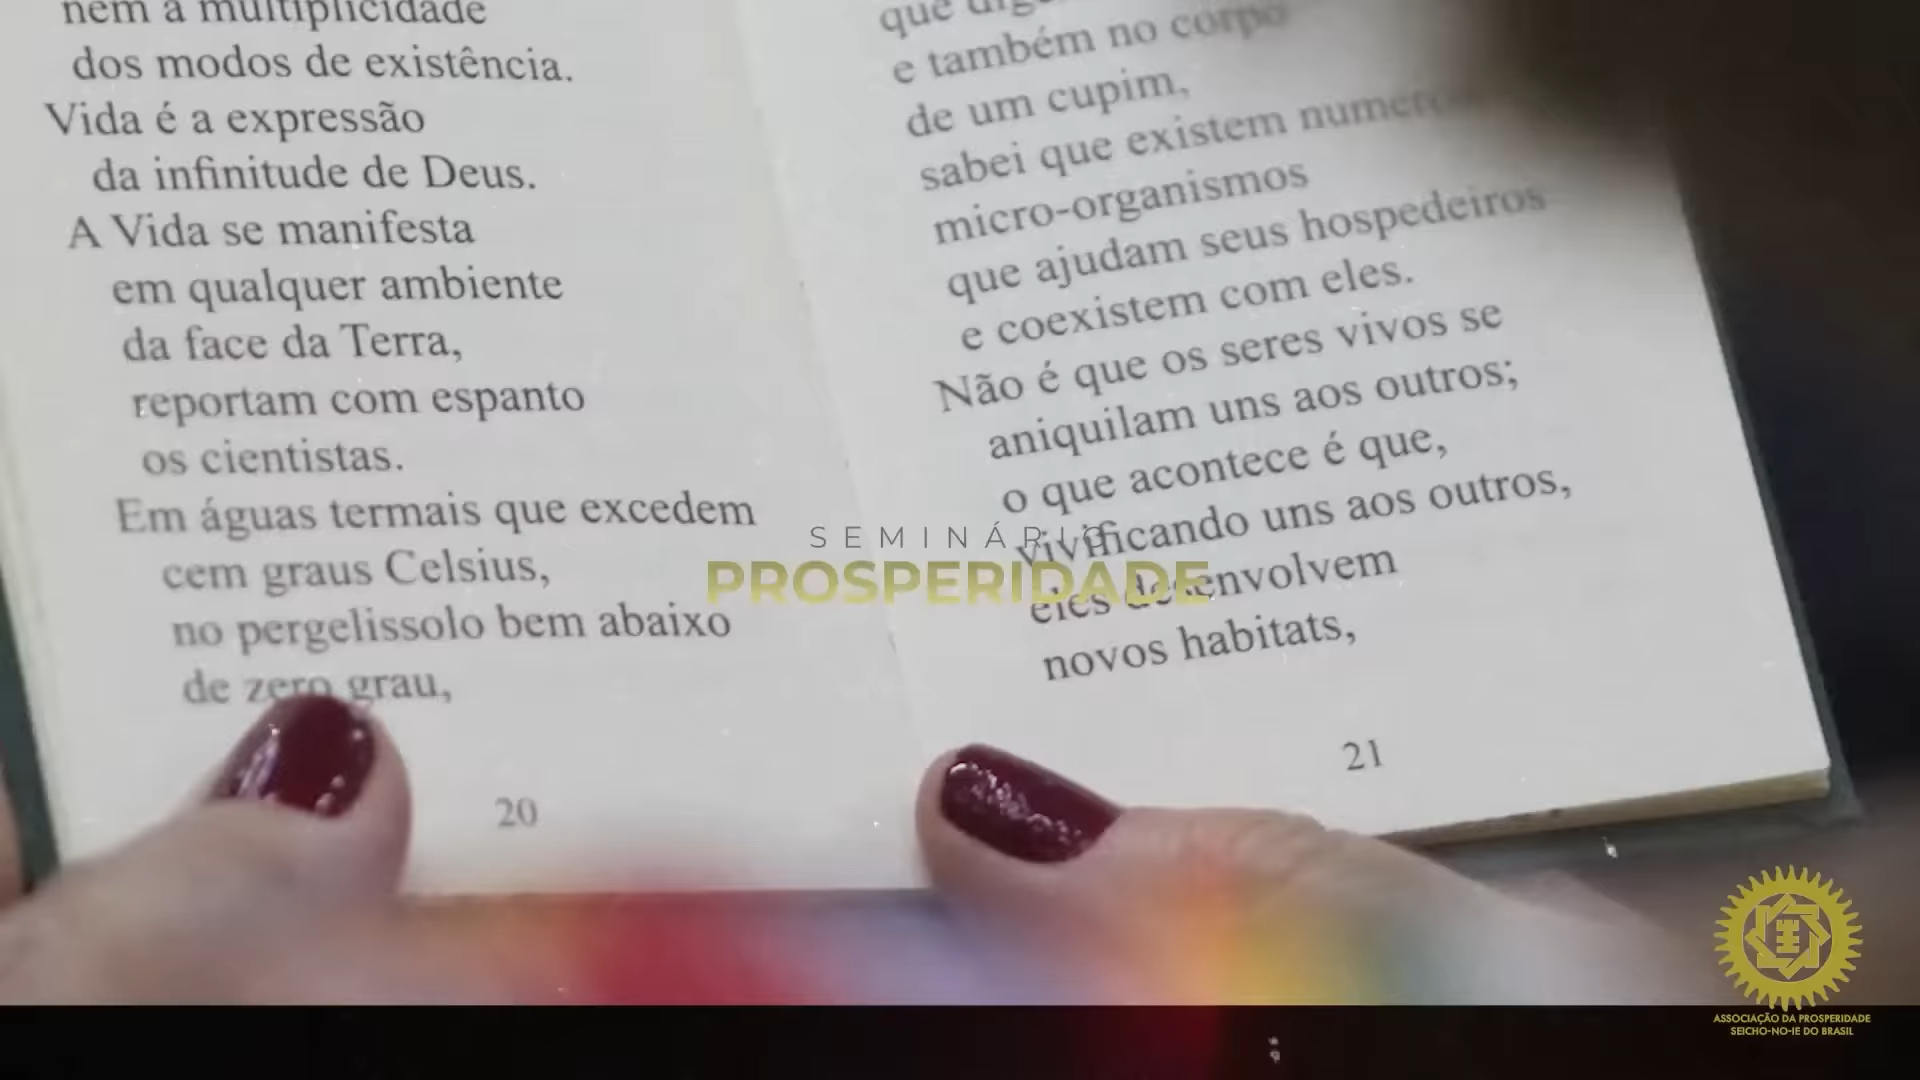 nem a multiplicidade
dos modos de existência.
Vida é a expressão
da infinitude de Deus.
A Vida se manifesta
em qualquer ambiente
da face da Terra,
reportam com espanto
os cientistas.
Em águas termais que excedem
cem graus Celsius,
no pergelissolo bem abaixo
de zero grau,
20
que
e também no corpo
de um cupim,
sabei que existem
micro-organismos
que ajudam seus hospedeiros
e coexistem com eles.
Não é que os seres vivos se
aniquilam uns aos outros;
o que acontece é que,
vivificando uns aos outros,
eles desenvolvem
novos habitats,
21
SEMINÁRIO
PROSPERIDADE
ASSOCIAÇÃO DA PROSPERIDADE
SEICHO-NO-IE DO BRASIL